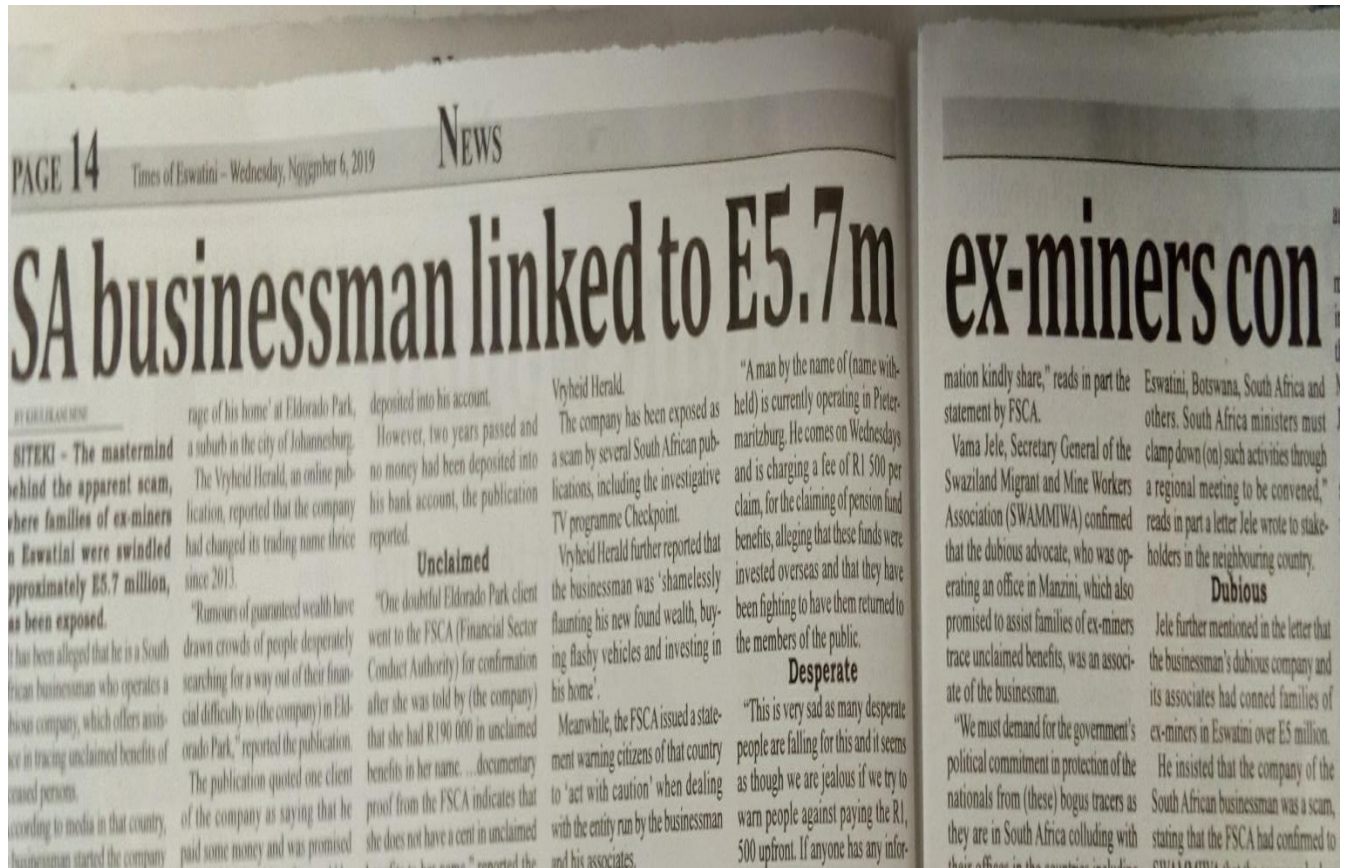 PAGE 14
Times of Eswatini – Wednesday, November 6, 2019
NEWS
SA businessman linked to E5.7m ex-miners con
SITEKI – The mastermind
behind the apparent scam,
where families of ex-miners
in Eswatini were swindled
approximately E5.7 million,
has been exposed.
It has been alleged that he is a South
African businessman who operates a
dubious company, which offers assis-
in tracing unclaimed benefits of
persons.
According to media in that country,
businessman started the company
rage of his home' at Eldorado Park,
a suburb in the city of Johannesburg.
The Vryheid Herald, an online pub-
lication, reported that the company
had changed its trading name thrice
since 2013.
"Rumours of guaranteed wealth have
drawn crowds of people desperately
searching for a way out of their finan-
cial difficulty to (the company) in Eld-
orado Park," reported the publication.
The publication quoted one client
of the company as saying that he
paid some money and was promised
deposited into his account.
However, two years passed and
no money had been deposited into
his bank account, the publication
reported.
Unclaimed
"One doubtful Eldorado Park client
went to the FSCA (Financial Sector
Conduct Authority) for confirmation
after she was told by (the company)
that she had R190 000 in unclaimed
benefits in her name. ...documentary
proof from the FSCA indicates that
she does not have a cent in unclaimed
reported the
Vryheid Herald.
The company has been exposed as
a scam by several South African pub-
lications, including the investigative
TV programme Checkpoint.
Vryheid Herald further reported that
the businessman was 'shamelessly
flaunting his new found wealth, buy-
ing flashy vehicles and investing in
his home'.
Meanwhile, the FSCA issued a state-
ment warning citizens of that country
to 'act with caution' when dealing
with the entity run by the businessman
and his associates.
"A man by the name of (name with-
held) is currently operating in Pieter-
maritzburg. He comes on Wednesdays
and is charging a fee of R1 500 per
claim, for the claiming of pension fund
benefits, alleging that these funds were
invested overseas and that they have
been fighting to have them returned to
the members of the public.
Desperate
"This is very sad as many desperate
people are falling for this and it seems
as though we are jealous if we try to
warn people against paying the R1,
500 upfront. If anyone has any infor-
mation kindly share," reads in part the
statement by FSCA.
Vama Jele, Secretary General of the
Swaziland Migrant and Mine Workers
Association (SWAMMIWA) confirmed
that the dubious advocate, who was op-
erating an office in Manzini, which also
promised to assist families of ex-miners
trace unclaimed benefits, was an associ-
ate of the businessman.
"We must demand for the government's
political commitment in protection of the
nationals from (these) bogus tracers as
they are in South Africa colluding with
their offices in the countries including
Eswatini, Botswana, South Africa and
others. South Africa ministers must
clamp down (on) such activities through
a regional meeting to be convened,"
reads in part a letter Jele wrote to stake-
holders in the neighbouring country.
Dubious
Jele further mentioned in the letter that
the businessman's dubious company and
its associates had conned families of
ex-miners in Eswatini over E5 million.
He insisted that the company of the
South African businessman was a scam,
stating that the FSCA had confirmed to